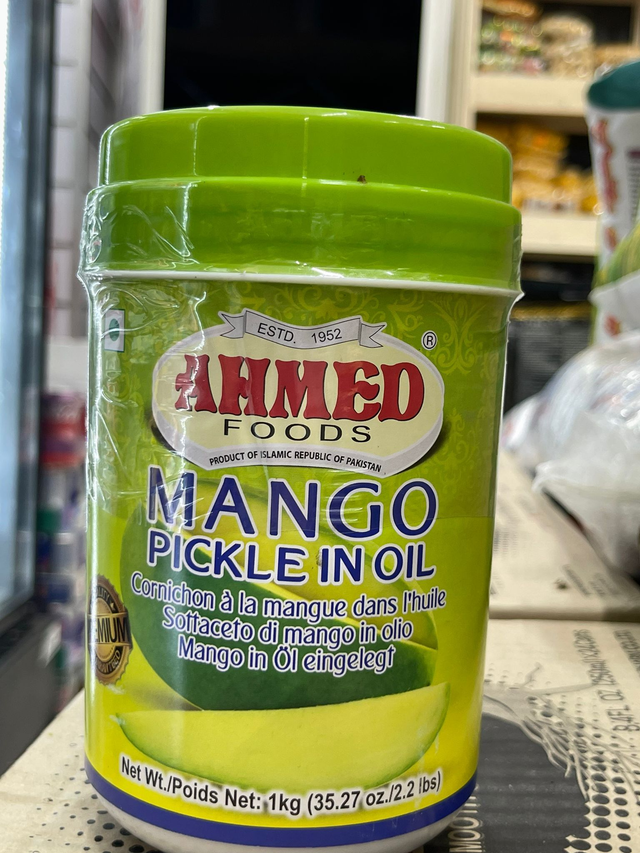 ESTD. 1952
®
AHMED
FOODS
PRODUCT OF ISLAMIC REPUBLIC OF PAKISTAN
MANGO
PICKLE IN OIL
Cornichon à la mangue dans l'huile
Sottaceto di mango in olio
Mango in Öl eingelegt
MIUM
Net Wt./Poids Net: 1kg (35.27 oz./2.2 lbs)